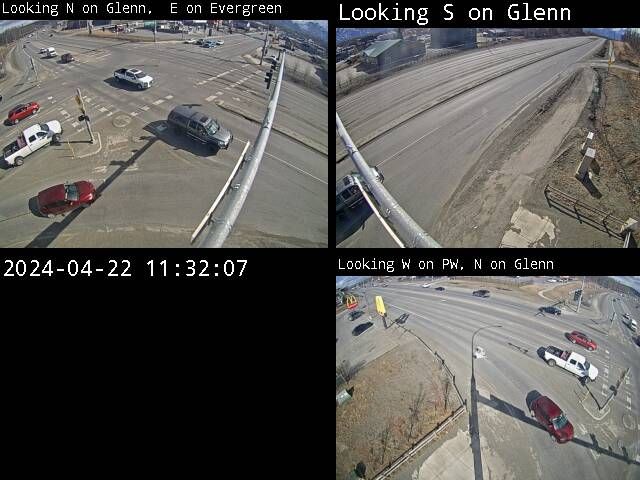 Looking N on Glenn, E on Evergreen
Looking S on Glenn
2024-04-22 11:32:07
Looking W on PW, N on Glenn